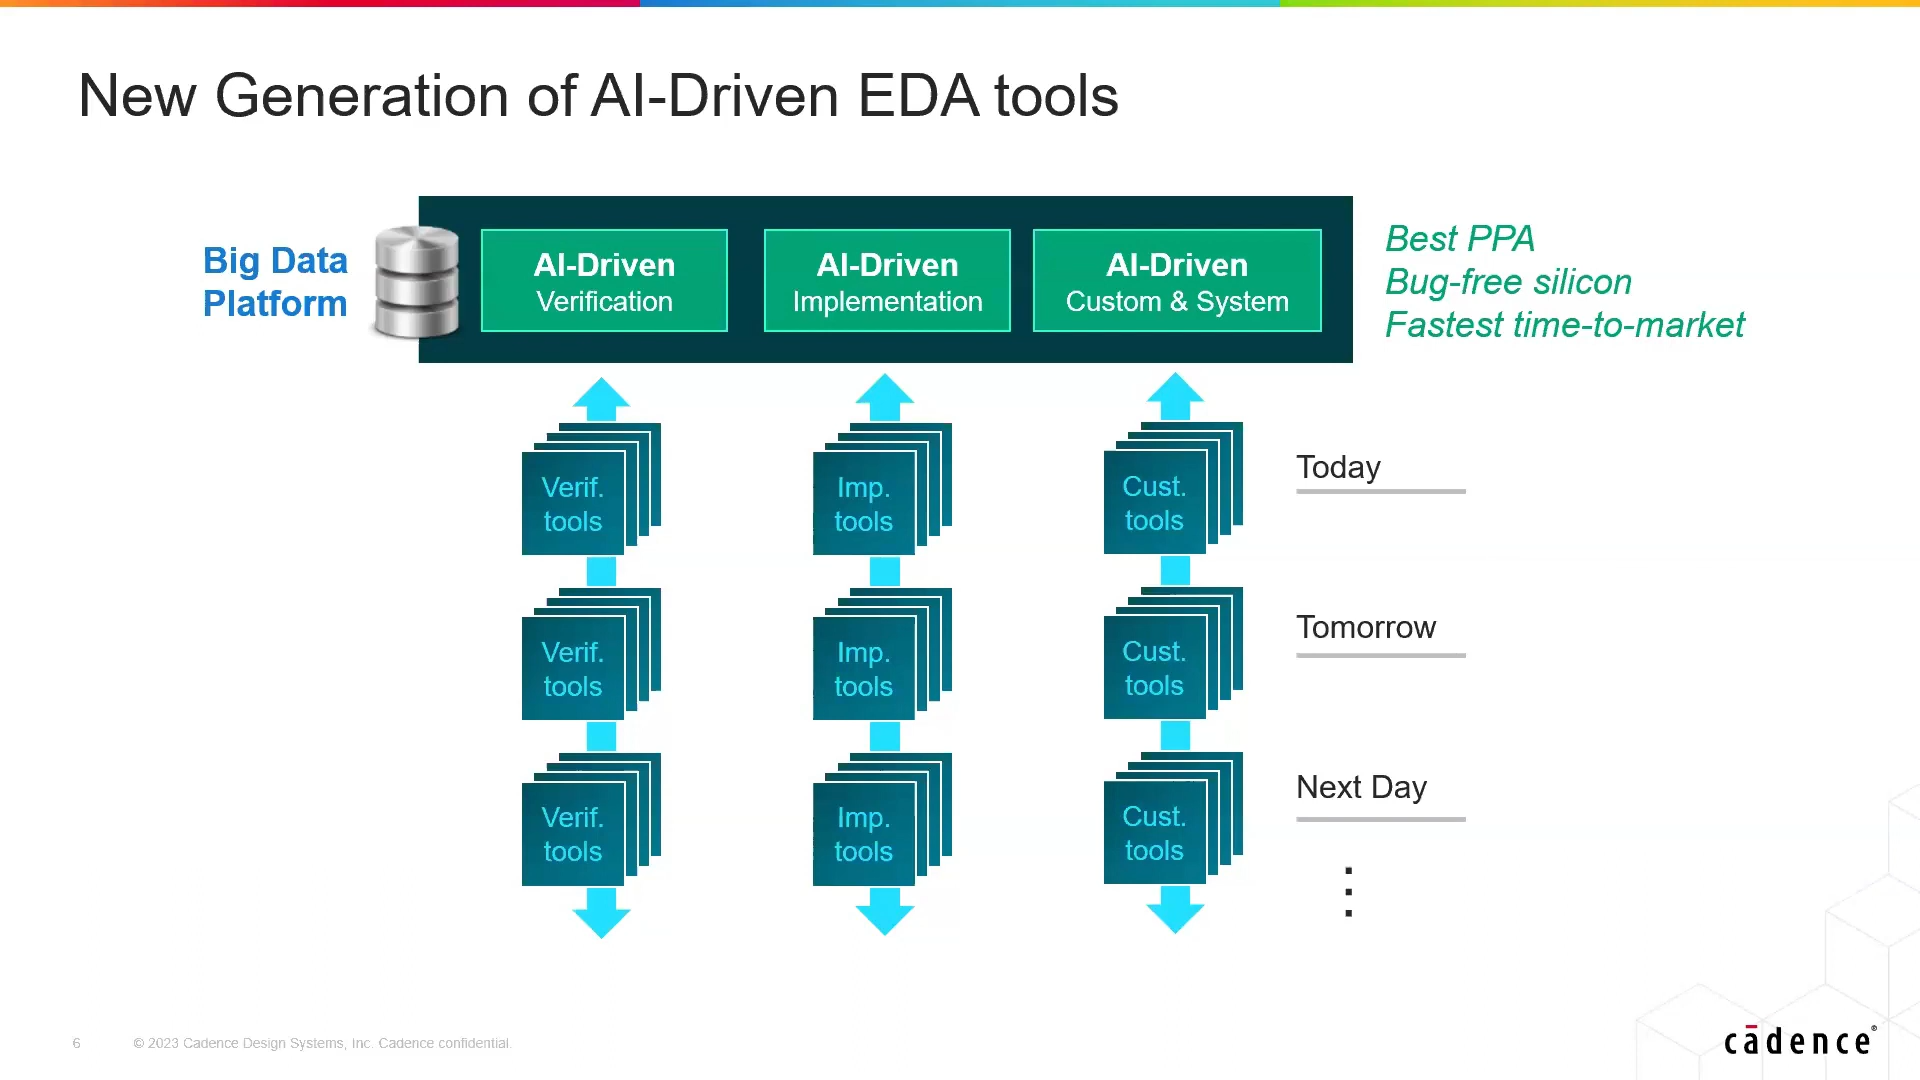 New Generation of AI-Driven EDA tools
Big Data
Platform
AI-Driven
Verification
AI-Driven
Implementation
AI-Driven
Custom & System
Best PPA
Bug-free silicon
Fastest time-to-market
Verif.
tools
Imp.
tools
Cust.
tools
Today
Verif.
tools
Imp.
tools
Cust.
tools
Tomorrow
Verif.
tools
Imp.
tools
Cust.
tools
Next Day
⋮
6
© 2023 Cadence Design Systems, Inc. Cadence confidential.
cādence®